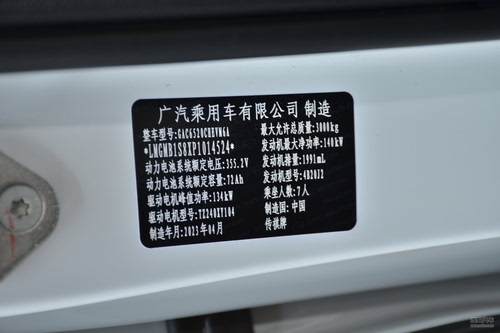 广汽乘用车有限公司 制造
整车型号: GAC6520CHEVM6A 最大允许总质量: 3000kg
*LMGMB1S8XP1014524* 发动机最大净功率: 140kW
动力电池系统额定电压: 355.2V 发动机排量: 1991mL
动力电池系统额定容量: 72Ah 发动机型号: 4B20J2
驱动电机峰值功率: 134kW 乘坐人数: 7人
驱动电机型号: TZ240XY104 制造国: 中国
制造年月: 2023年04月 传祺牌